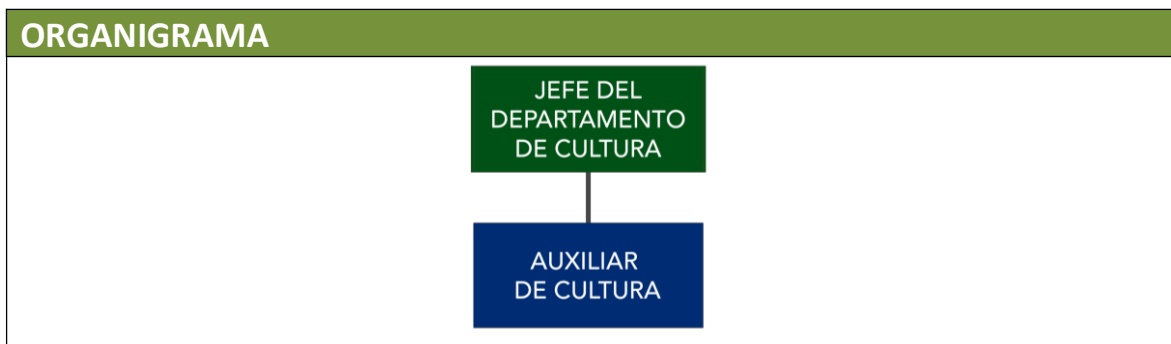 ORGANIGRAMA
JEFE DEL
DEPARTAMENTO
DE CULTURA
AUXILIAR
DE CULTURA